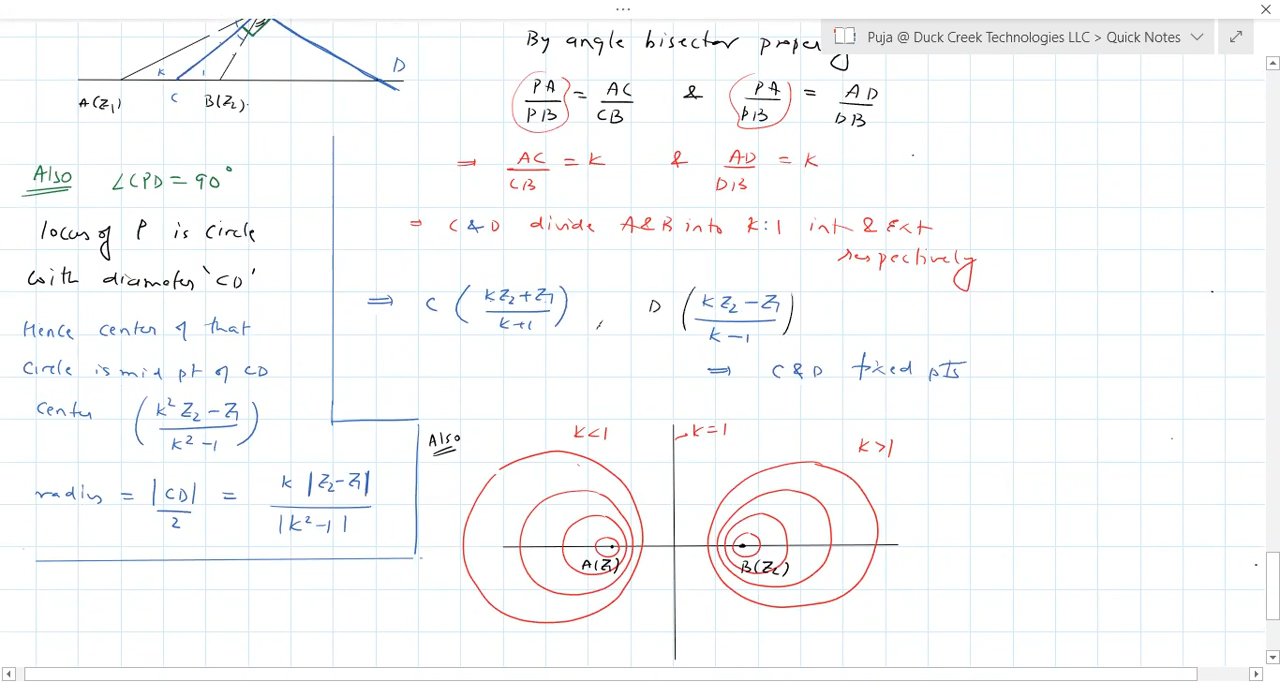 Puja @ Duck Creek Technologies LLC > Quick Notes
By angle bisector property
D
K 1
A(Z1) C B(Z2).
PA/PB = AC/CB & PA/PB = AD/DB
⇒ AC/CB = K & AD/DB = K
⇒ C & D divide A & B into K:1 int & Ext
respectively
⇒ C ((kZ2+Z1)/(k+1)) , D ((kZ2−Z1)/(k−1))
⇒ C & D fixed pts
Also ∠CPD = 90°
locus of P is circle
with diameter 'CD'
Hence center of that
circle is mid pt of CD
center ((k²Z2−Z1)/(k²−1))
radius = |CD|/2 = k|Z2−Z1|/|k²−1|
Also
K<1 K=1 K>1
A(Z1) B(Z2)